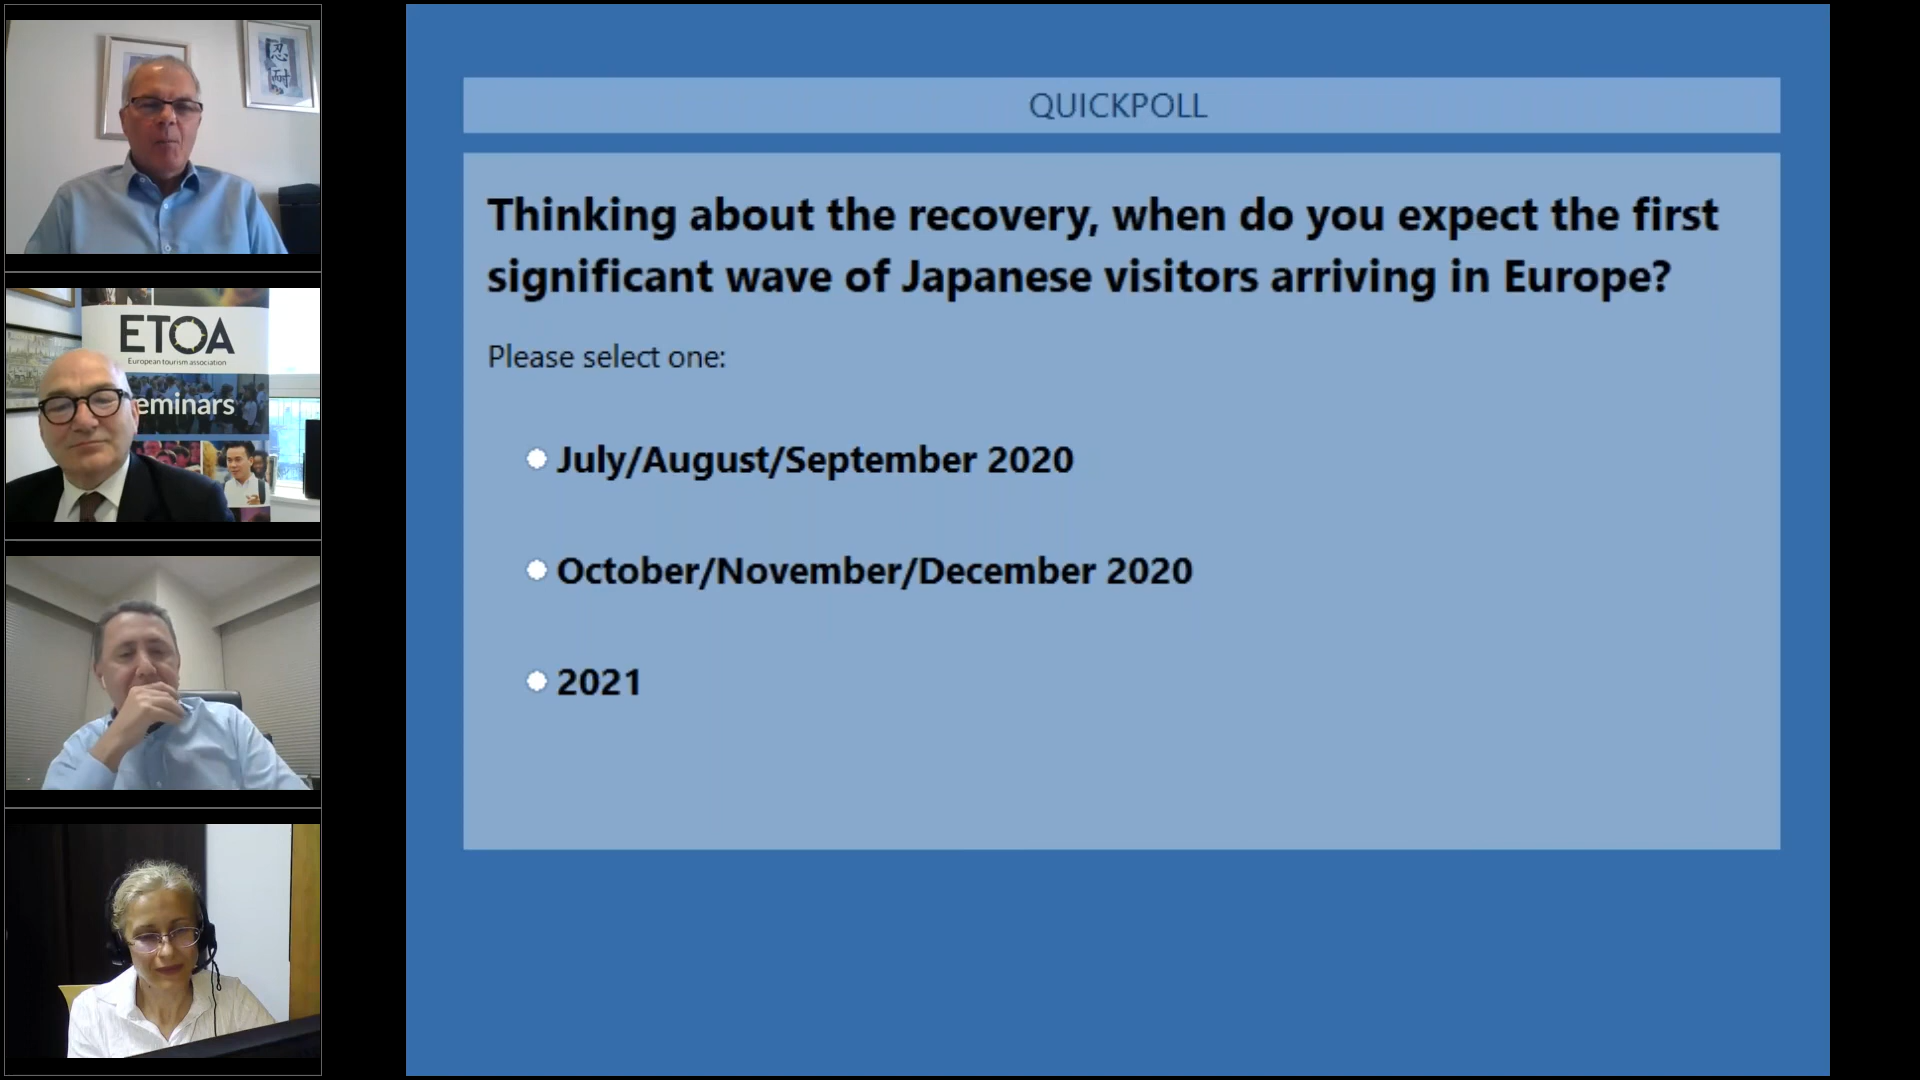 ETOA
European tourism association
eminars
QUICKPOLL
Thinking about the recovery, when do you expect the first
significant wave of Japanese visitors arriving in Europe?
Please select one:
July/August/September 2020
October/November/December 2020
2021